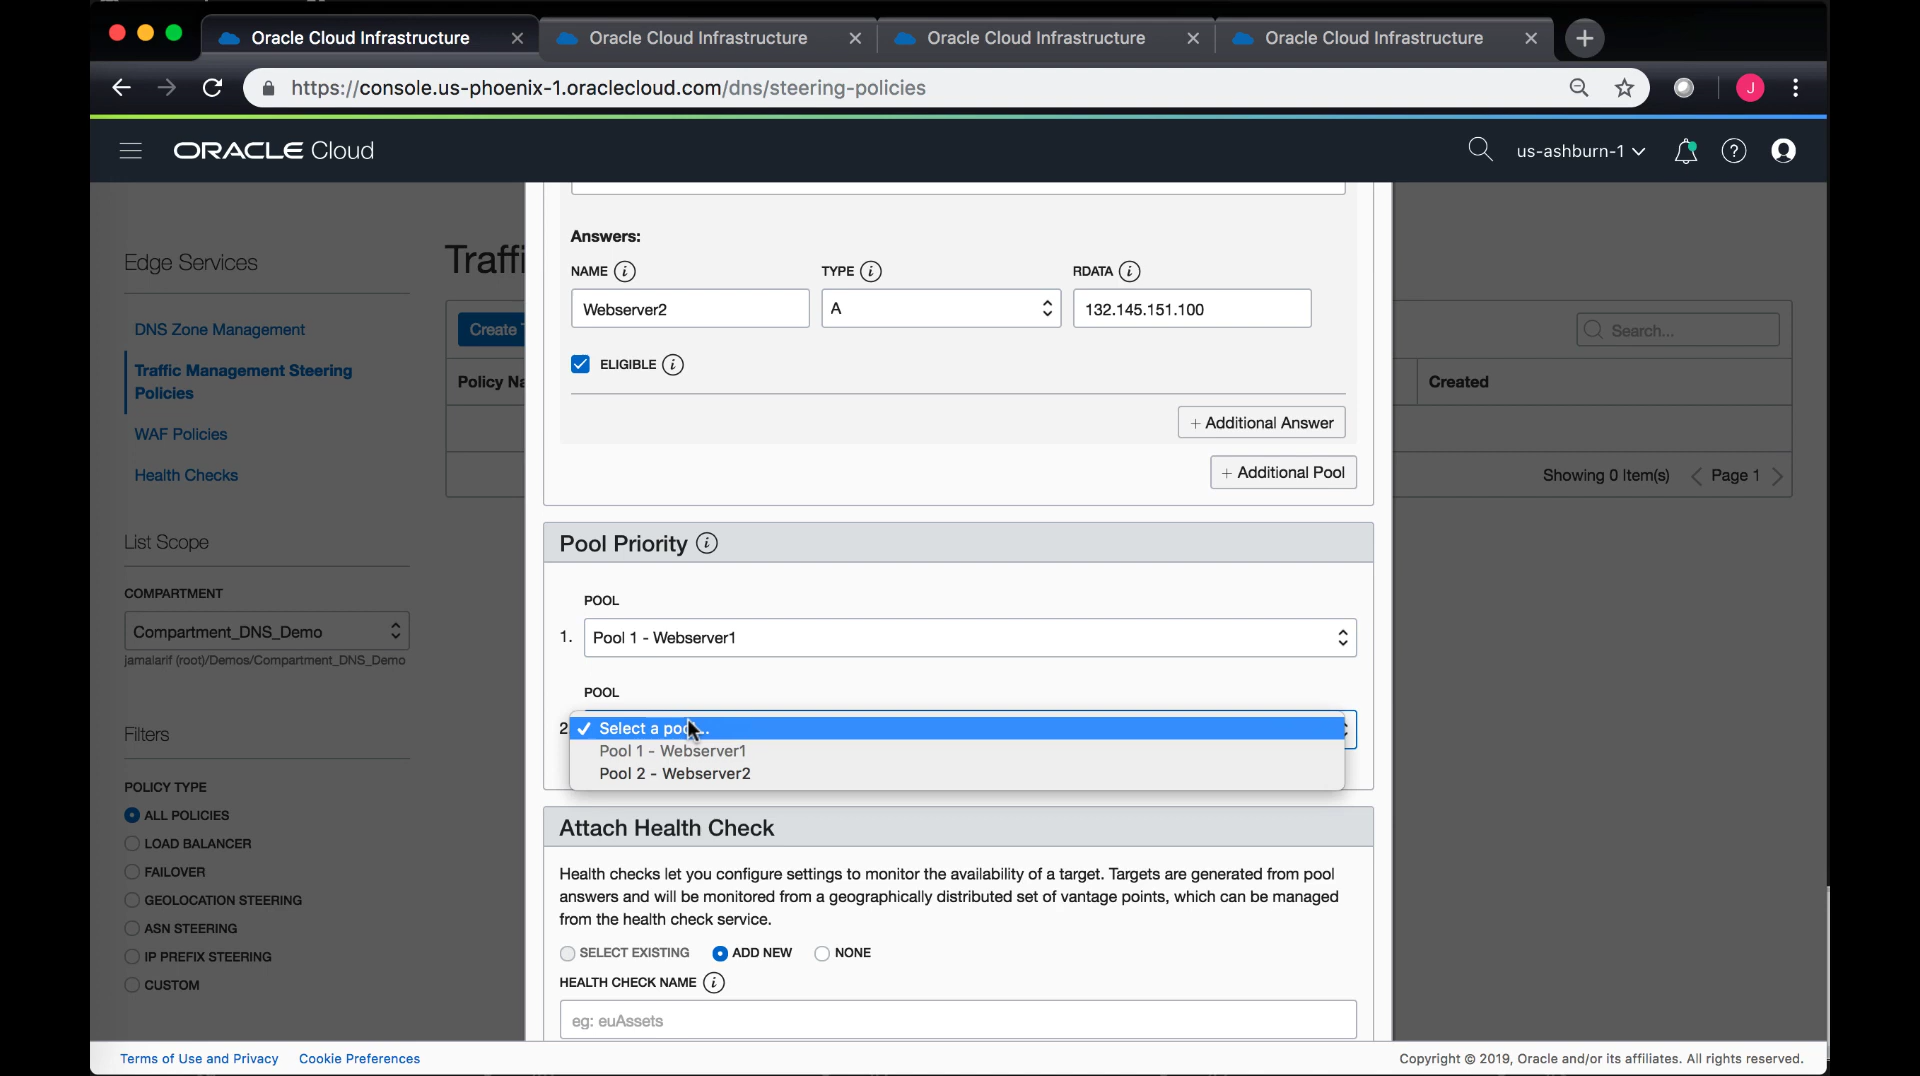 Oracle Cloud Infrastructure
Oracle Cloud Infrastructure
Oracle Cloud Infrastructure
Oracle Cloud Infrastructure
https://console.us-phoenix-1.oraclecloud.com/dns/steering-policies
J
ORACLE Cloud
us-ashburn-1
Edge Services
DNS Zone Management
Traffic Management Steering
Policies
WAF Policies
Health Checks
List Scope
COMPARTMENT
Compartment_DNS_Demo
jamalarif (root)/Demos/Compartment_DNS_Demo
Filters
POLICY TYPE
ALL POLICIES
LOAD BALANCER
FAILOVER
GEOLOCATION STEERING
ASN STEERING
IP PREFIX STEERING
CUSTOM
Traffi
Create T
Policy Na
Search...
Created
Showing 0 Item(s) < Page 1 >
Answers:
NAME i TYPE i RDATA i
Webserver2 A 132.145.151.100
ELIGIBLE i
+ Additional Answer
+ Additional Pool
Pool Priority i
POOL
1. Pool 1 - Webserver1
POOL
2 ✓ Select a poo...
Pool 1 - Webserver1
Pool 2 - Webserver2
Attach Health Check
Health checks let you configure settings to monitor the availability of a target. Targets are generated from pool
answers and will be monitored from a geographically distributed set of vantage points, which can be managed
from the health check service.
SELECT EXISTING ADD NEW NONE
HEALTH CHECK NAME i
eg: euAssets
Terms of Use and Privacy Cookie Preferences
Copyright © 2019, Oracle and/or its affiliates. All rights reserved.